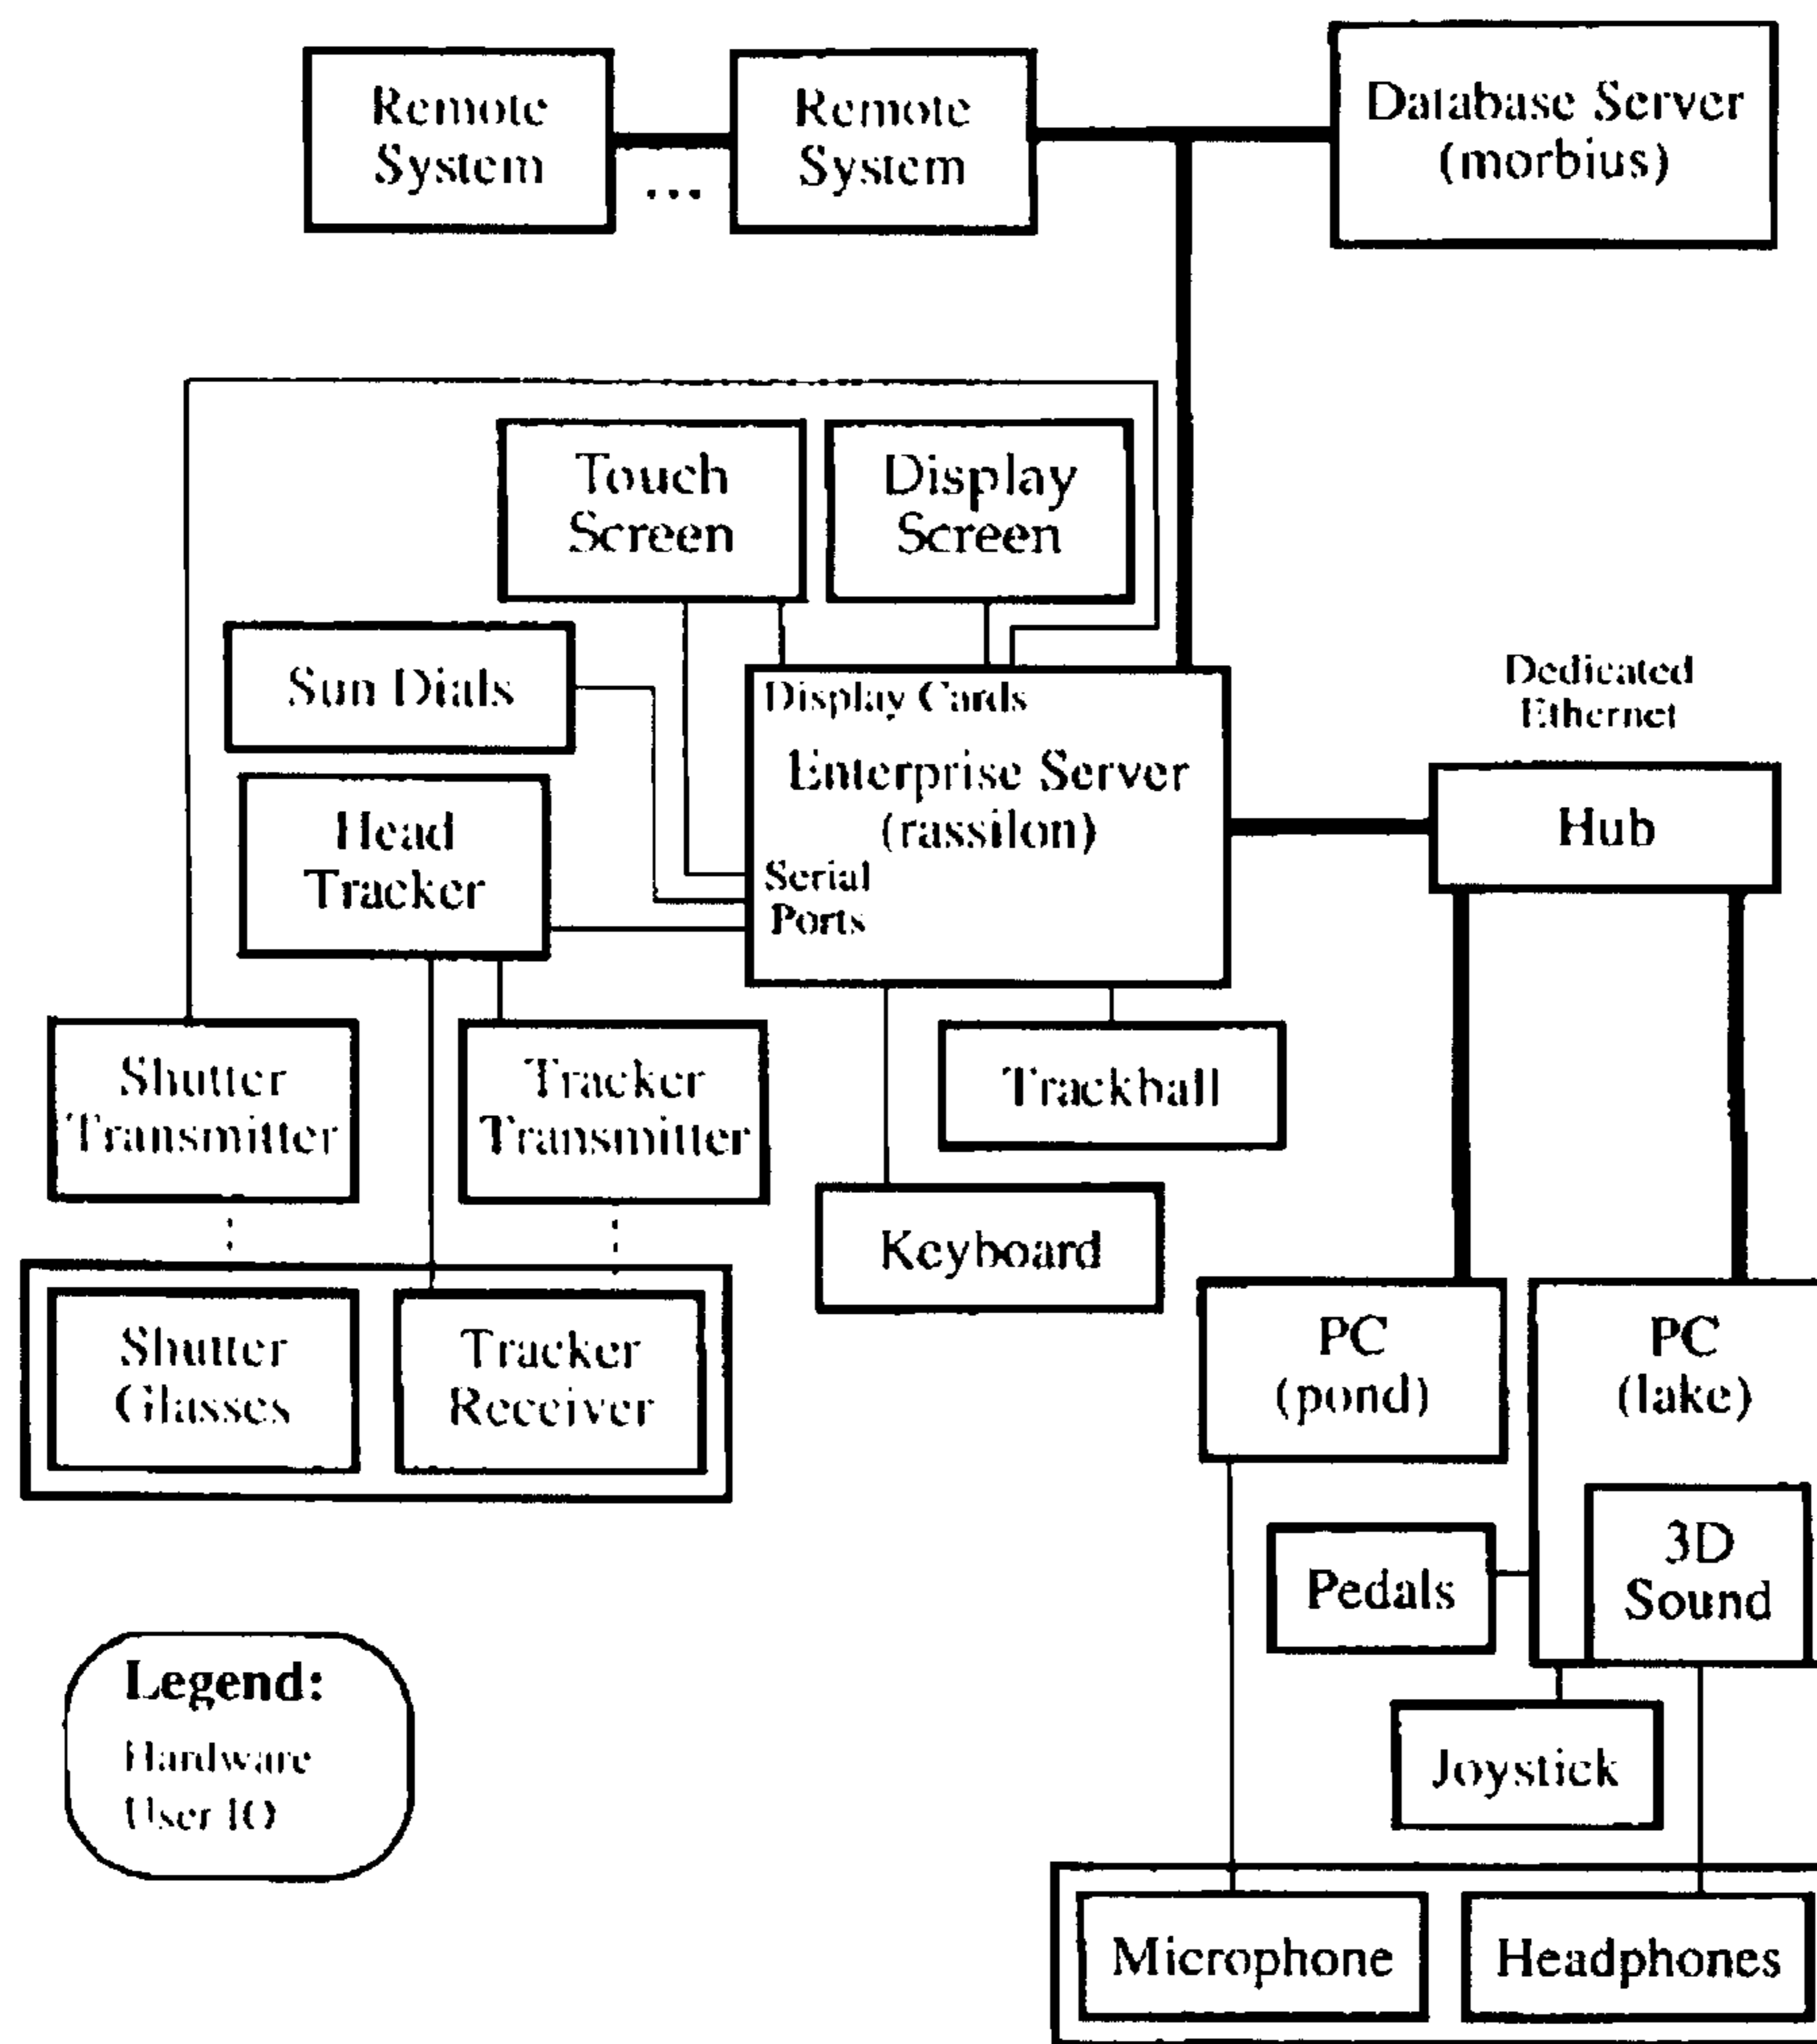 Remote
System
...
Remote
System
Database Server
(morbius)
Touch
Screen
Display
Screen
Sun Dials
Display Cards
Enterprise Server
(rassilon)
Serial
Ports
Dedicated
Ethernet
Hub
Head
Tracker
Shutter
Transmitter
Tracker
Transmitter
Trackball
Keyboard
Shutter
Glasses
Tracker
Receiver
PC
(pond)
PC
(lake)
3D
Sound
Pedals
Joystick
Legend:
Hardware
User IO
Microphone
Headphones